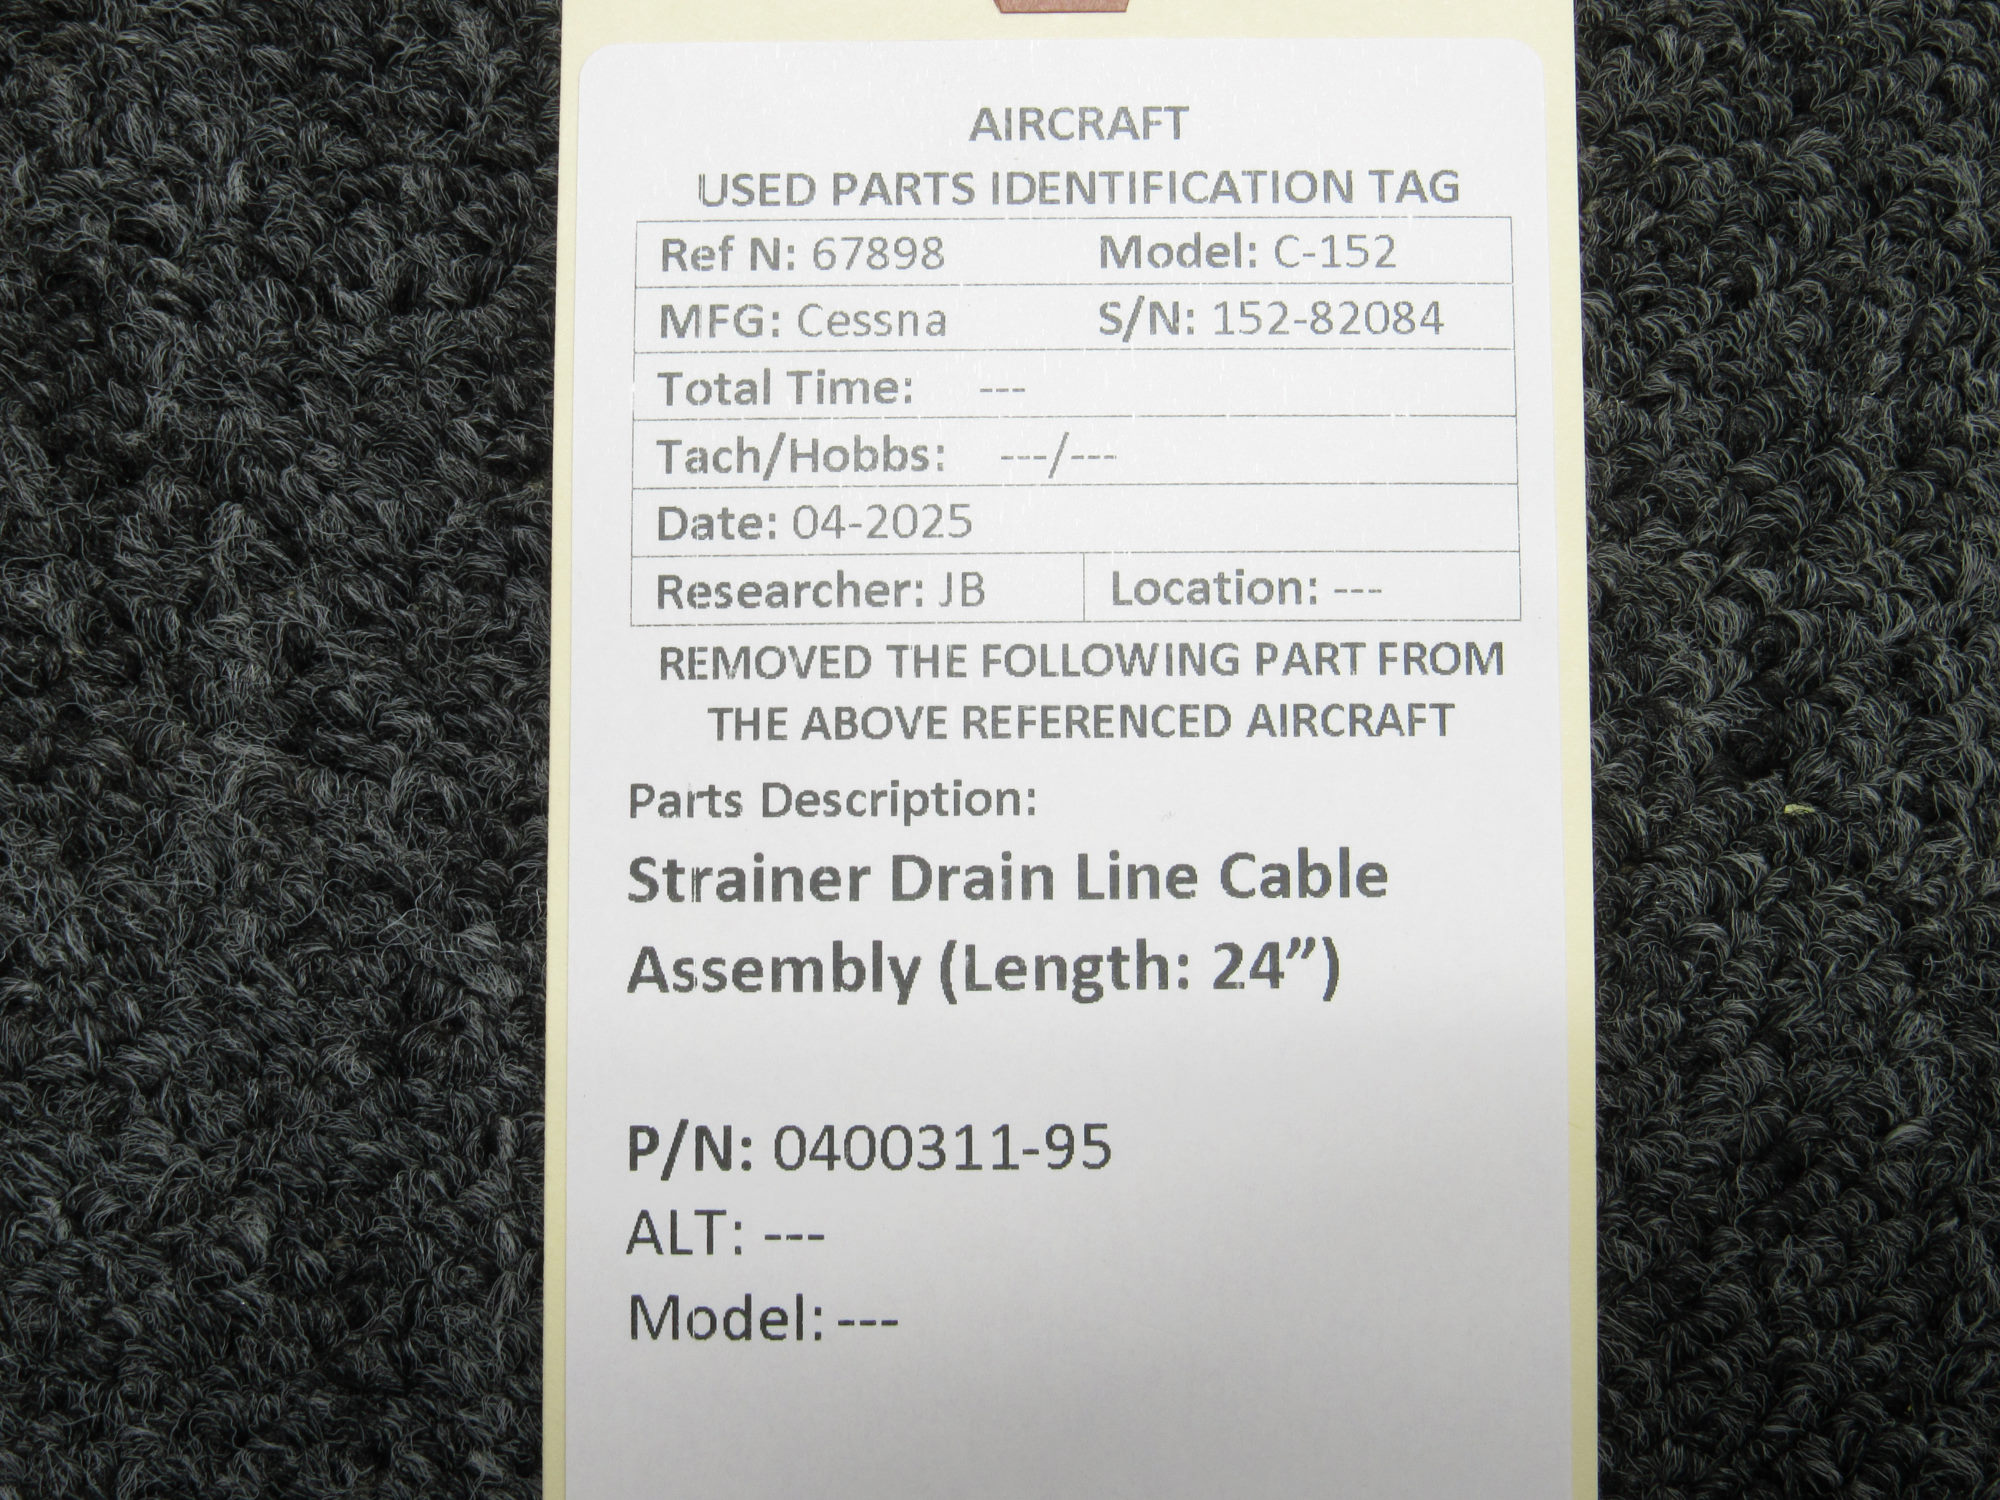 AIRCRAFT
USED PARTS IDENTIFICATION TAG
Ref N: 67898 Model: C-152
MFG: Cessna S/N: 152-82084
Total Time: ---
Tach/Hobbs: ---/---
Date: 04-2025
Researcher: JB Location: ---
REMOVED THE FOLLOWING PART FROM
THE ABOVE REFERENCED AIRCRAFT
Parts Description:
Strainer Drain Line Cable
Assembly (Length: 24”)
P/N: 0400311-95
ALT: ---
Model: ---